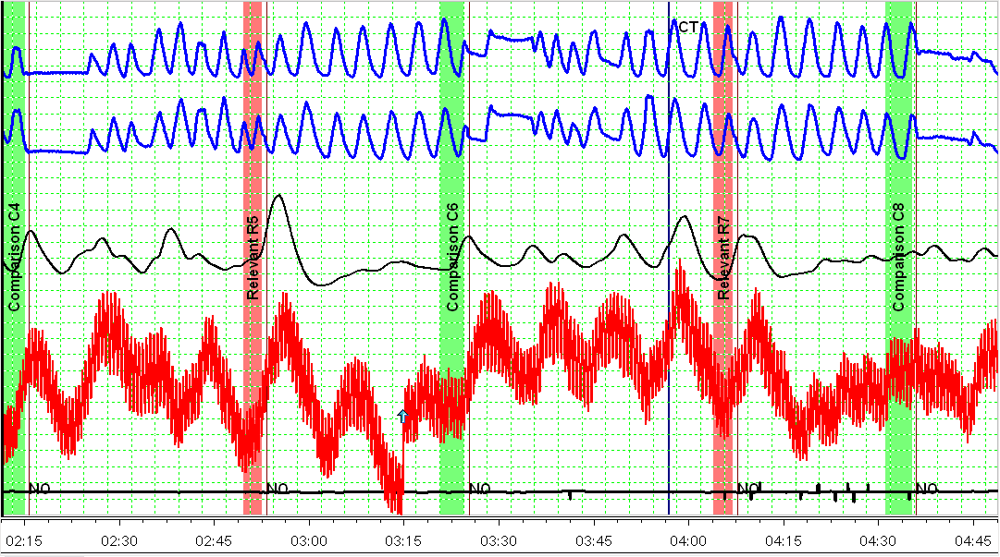 CT
Comparison C4
Relevant R5
Comparison C6
Relevant R7
Comparison C8
NO NO NO NO NO
02:15 02:30 02:45 03:00 03:15 03:30 03:45 04:00 04:15 04:30 04:45